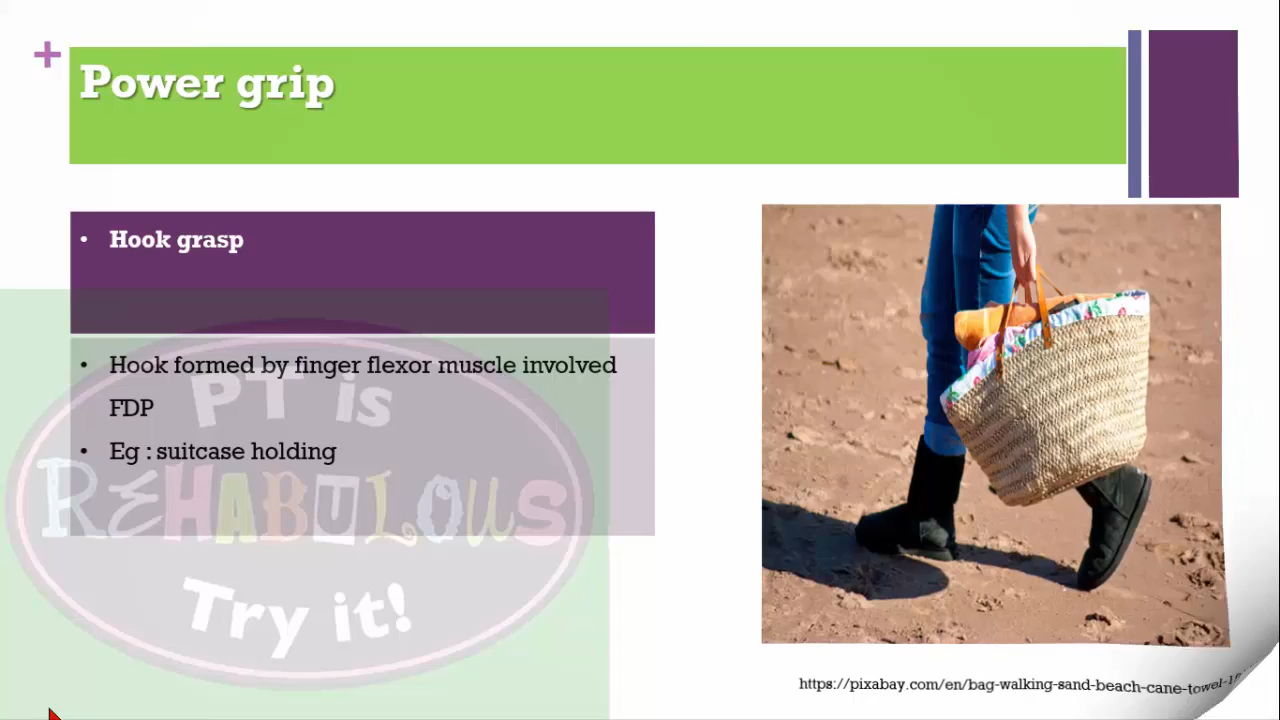 +
Power grip
• Hook grasp
• Hook formed by finger flexor muscle involved
FDP
• Eg : suitcase holding
PT is
REHABULOUS
Try it!
https://pixabay.com/en/bag-walking-sand-beach-cane-towel-